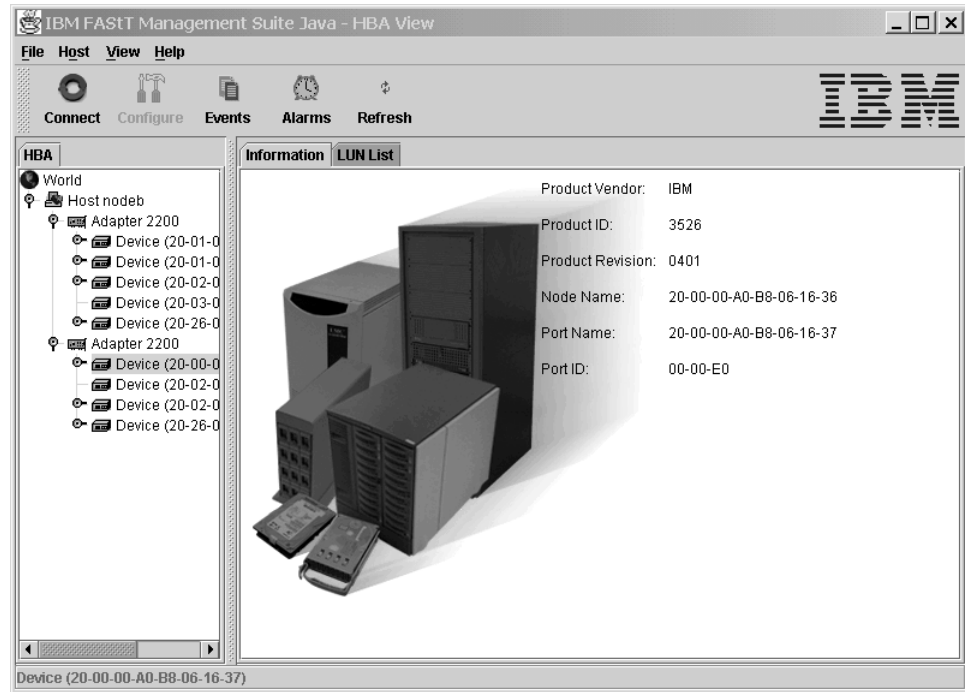 IBM FAStT Management Suite Java - HBA View
File Host View Help
Connect Configure Events Alarms Refresh
IBM
HBA
Information LUN List
World
Host nodeb
Adapter 2200
Device (20-01-0
Device (20-01-0
Device (20-02-0
Device (20-03-0
Device (20-26-0
Adapter 2200
Device (20-00-0
Device (20-02-0
Device (20-02-0
Device (20-26-0
Product Vendor: IBM
Product ID: 3526
Product Revision: 0401
Node Name: 20-00-00-A0-B8-06-16-36
Port Name: 20-00-00-A0-B8-06-16-37
Port ID: 00-00-E0
Device (20-00-00-A0-B8-06-16-37)